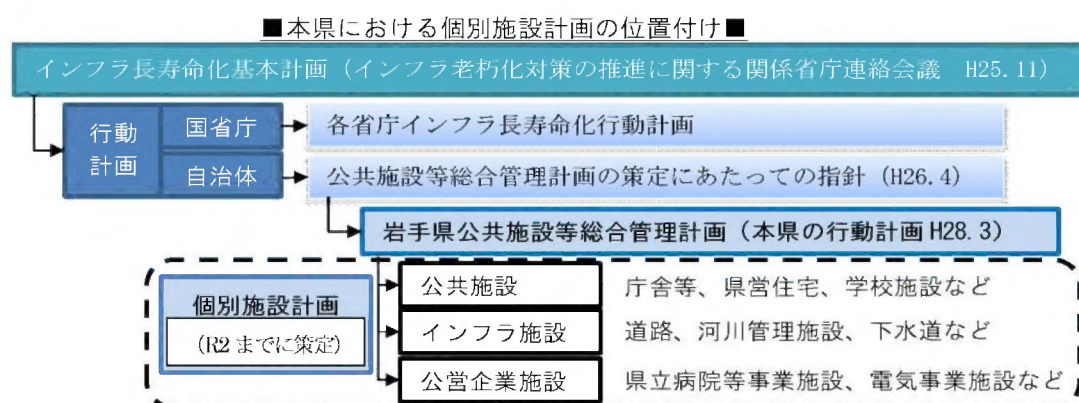 ■本県における個別施設計画の位置付け■
インフラ長寿命化基本計画（インフラ老朽化対策の推進に関する関係省庁連絡会議　H25.11）
行動
計画
国省庁
各省庁インフラ長寿命化行動計画
自治体
公共施設等総合管理計画の策定にあたっての指針（H26.4）
岩手県公共施設等総合管理計画（本県の行動計画 H28.3）
個別施設計画
（R2 までに策定）
公共施設
庁舎等、県営住宅、学校施設など
インフラ施設
道路、河川管理施設、下水道など
公営企業施設
県立病院等事業施設、電気事業施設など